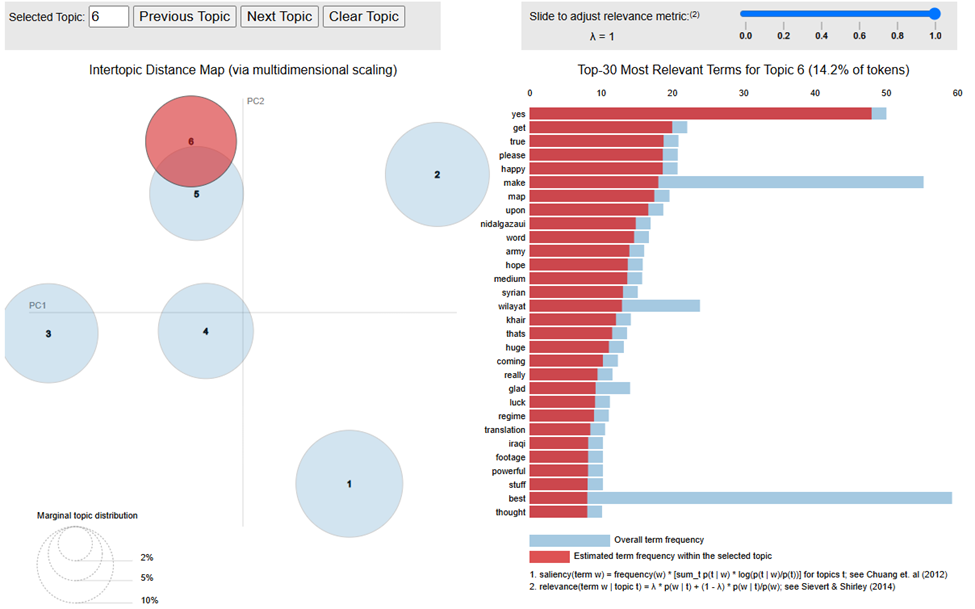 Selected Topic: 6 Previous Topic Next Topic Clear Topic
Slide to adjust relevance metric:(2)
λ = 1
0.0 0.2 0.4 0.6 0.8 1.0
Intertopic Distance Map (via multidimensional scaling)
PC2
PC1
6
5
2
3
4
1
Marginal topic distribution
2%
5%
10%
Top-30 Most Relevant Terms for Topic 6 (14.2% of tokens)
0 10 20 30 40 50 60
yes
get
true
please
happy
make
map
upon
nidalgazaui
word
army
hope
medium
syrian
wilayat
khair
thats
huge
coming
really
glad
luck
regime
translation
iraqi
footage
powerful
stuff
best
thought
Overall term frequency
Estimated term frequency within the selected topic
1. saliency(term w) = frequency(w) * [sum_t p(t | w) * log(p(t | w)/p(t))] for topics t; see Chuang et. al (2012)
2. relevance(term w | topic t) = λ * p(w | t) + (1 - λ) * p(w | t)/p(w); see Sievert & Shirley (2014)